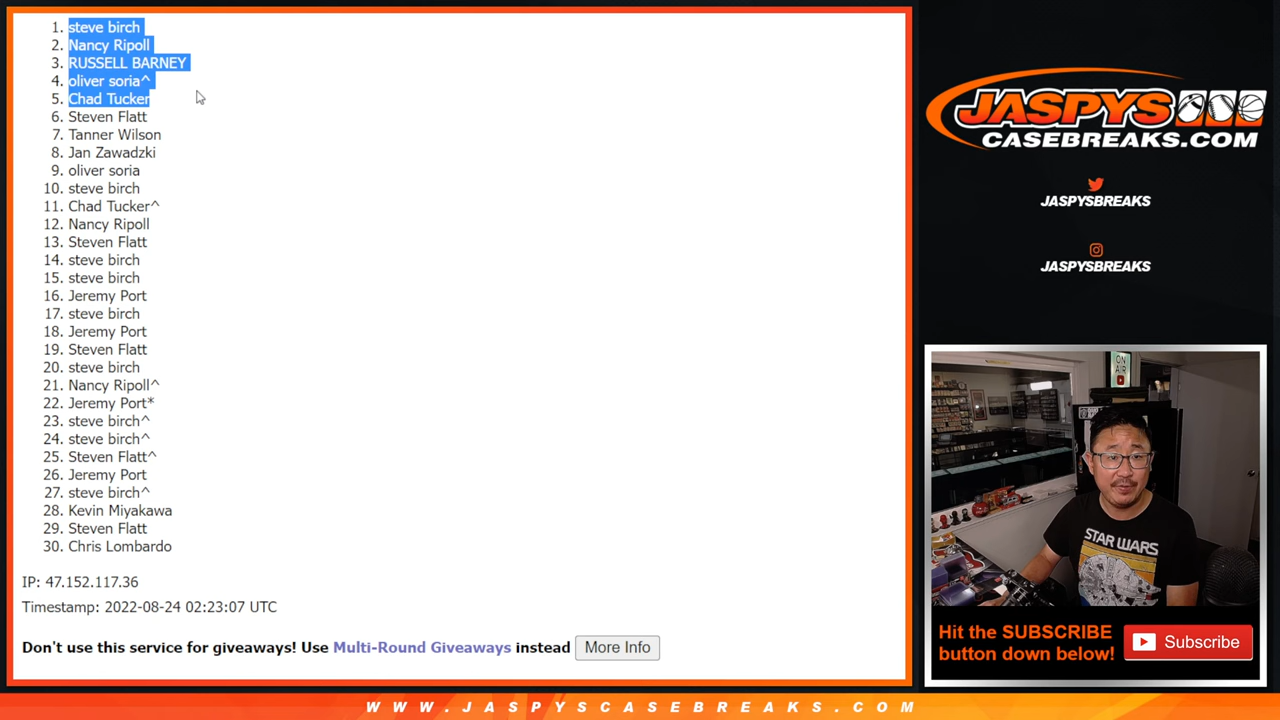 1. steve birch
2. Nancy Ripoll
3. RUSSELL BARNEY
4. oliver soria^
5. Chad Tucker
6. Steven Flatt
7. Tanner Wilson
8. Jan Zawadzki
9. oliver soria
10. steve birch
11. Chad Tucker^
12. Nancy Ripoll
13. Steven Flatt
14. steve birch
15. steve birch
16. Jeremy Port
17. steve birch
18. Jeremy Port
19. Steven Flatt
20. steve birch
21. Nancy Ripoll^
22. Jeremy Port*
23. steve birch^
24. steve birch^
25. Steven Flatt^
26. Jeremy Port
27. steve birch^
28. Kevin Miyakawa
29. Steven Flatt
30. Chris Lombardo
IP: 47.152.117.36
Timestamp: 2022-08-24 02:23:07 UTC
Don't use this service for giveaways! Use Multi-Round Giveaways instead More Info
JASPYS
CASEBREAKS.COM
JASPYSBREAKS
JASPYSBREAKS
ON
AIR
STAR WARS
Hit the SUBSCRIBE
button down below!
Subscribe
WWW.JASPYSCASEBREAKS.COM